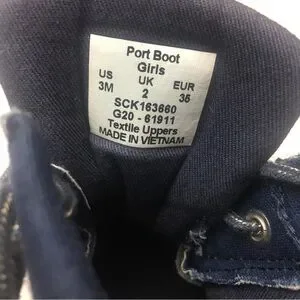 Port Boot
Girls
US UK EUR
3M 2 35
SCK163660
G20 - 61911
Textile Uppers
MADE IN VIETNAM